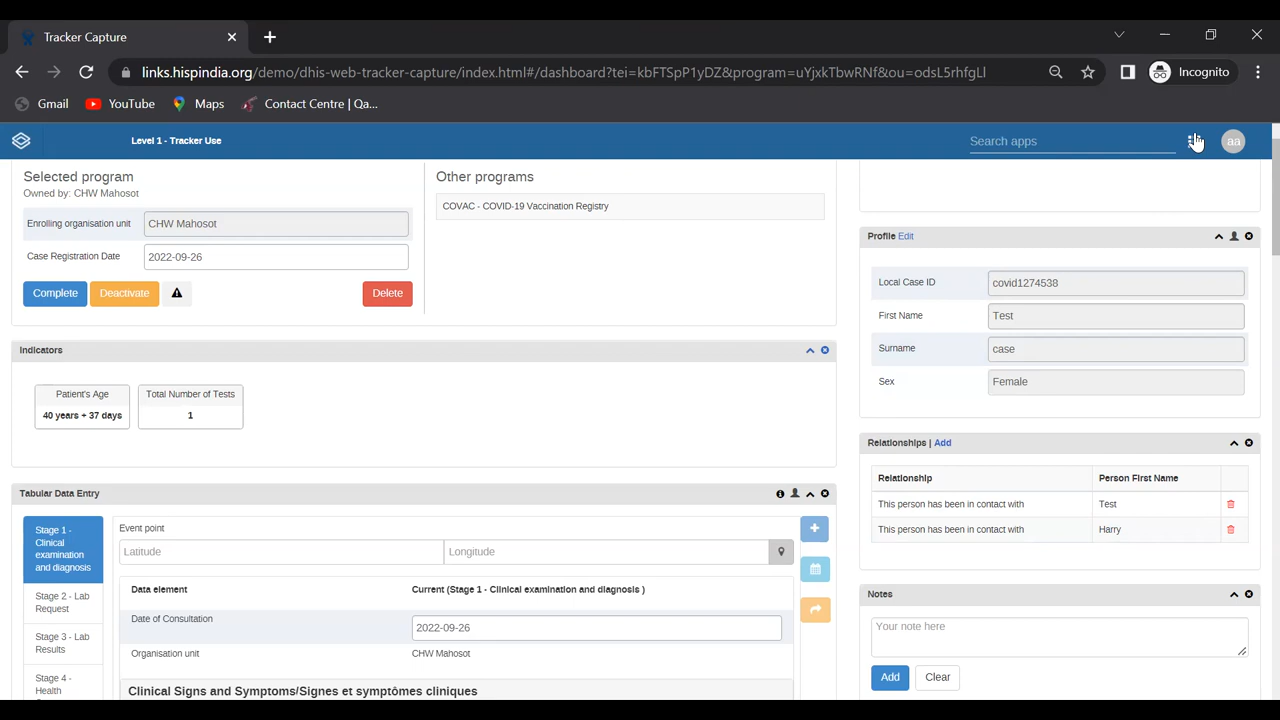 Tracker Capture
links.hispindia.org/demo/dhis-web-tracker-capture/index.html#/dashboard?tei=kbFTSpP1yDZ&program=uYjxkTbwRNf&ou=odsL5rhfgLl
Incognito
Gmail
YouTube
Maps
Contact Centre | Qa...
Level 1 - Tracker Use
Search apps
aa
Selected program
Owned by: CHW Mahosot
Enrolling organisation unit
CHW Mahosot
Case Registration Date
2022-09-26
Complete
Deactivate
Delete
Other programs
COVAC - COVID-19 Vaccination Registry
Indicators
Patient's Age
40 years + 37 days
Total Number of Tests
1
Tabular Data Entry
Stage 1 -
Clinical
examination
and diagnosis
Stage 2 - Lab
Request
Stage 3 - Lab
Results
Stage 4 -
Health
Event point
Latitude
Longitude
Data element
Current (Stage 1 - Clinical examination and diagnosis )
Date of Consultation
2022-09-26
Organisation unit
CHW Mahosot
Clinical Signs and Symptoms/Signes et symptômes cliniques
Profile Edit
Local Case ID
covid1274538
First Name
Test
Surname
case
Sex
Female
Relationships | Add
Relationship
Person First Name
This person has been in contact with
Test
This person has been in contact with
Harry
Notes
Your note here
Add
Clear